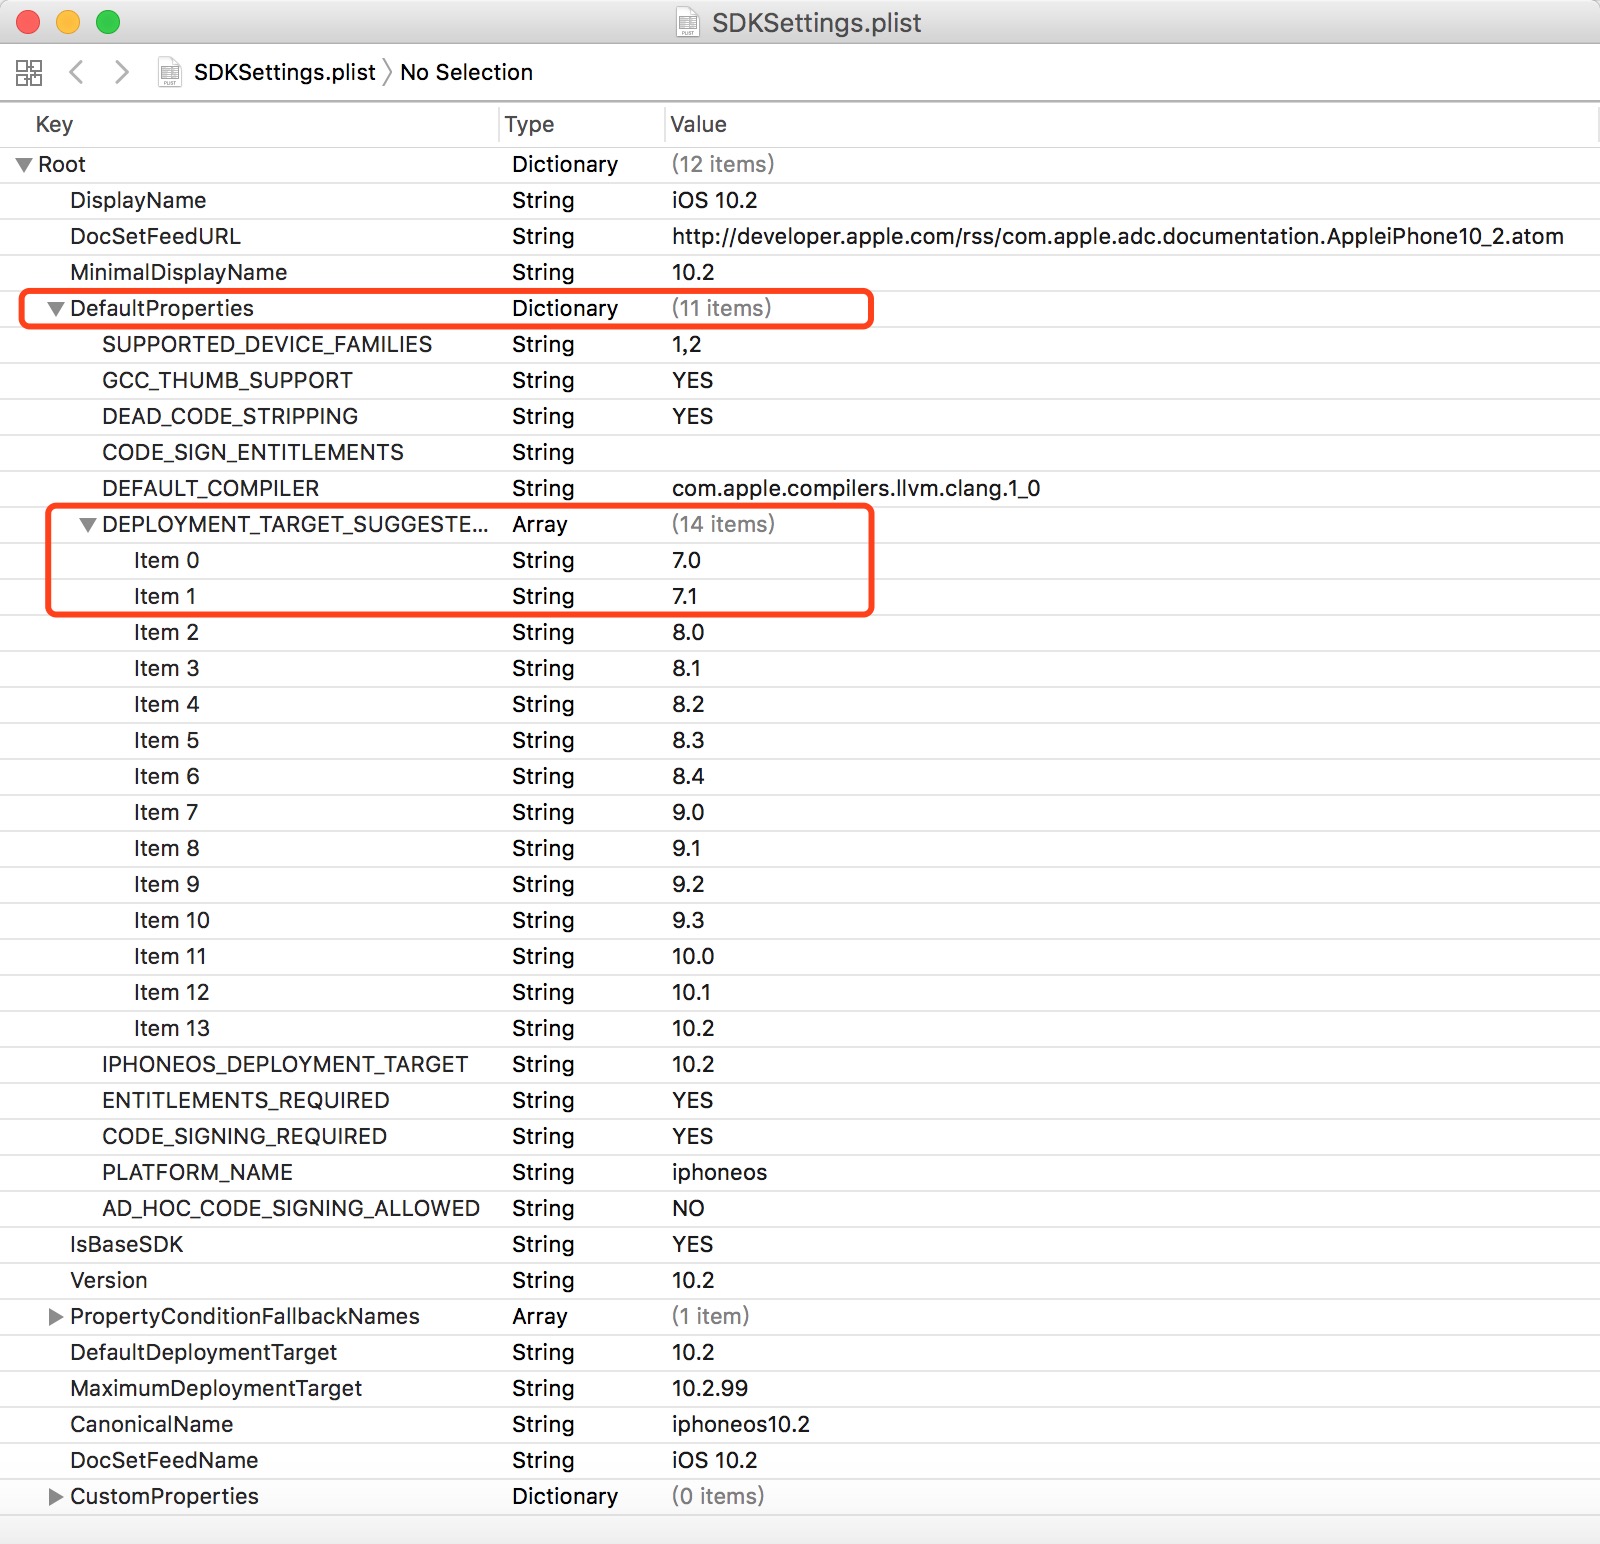 SDKSettings.plist
SDKSettings.plist No Selection
Key Type Value
Root Dictionary (12 items)
DisplayName String iOS 10.2
DocSetFeedURL String http://developer.apple.com/rss/com.apple.adc.documentation.AppleiPhone10_2.atom
MinimalDisplayName String 10.2
DefaultProperties Dictionary (11 items)
SUPPORTED_DEVICE_FAMILIES String 1,2
GCC_THUMB_SUPPORT String YES
DEAD_CODE_STRIPPING String YES
CODE_SIGN_ENTITLEMENTS String
DEFAULT_COMPILER String com.apple.compilers.llvm.clang.1_0
DEPLOYMENT_TARGET_SUGGESTE... Array (14 items)
Item 0 String 7.0
Item 1 String 7.1
Item 2 String 8.0
Item 3 String 8.1
Item 4 String 8.2
Item 5 String 8.3
Item 6 String 8.4
Item 7 String 9.0
Item 8 String 9.1
Item 9 String 9.2
Item 10 String 9.3
Item 11 String 10.0
Item 12 String 10.1
Item 13 String 10.2
IPHONEOS_DEPLOYMENT_TARGET String 10.2
ENTITLEMENTS_REQUIRED String YES
CODE_SIGNING_REQUIRED String YES
PLATFORM_NAME String iphoneos
AD_HOC_CODE_SIGNING_ALLOWED String NO
IsBaseSDK String YES
Version String 10.2
PropertyConditionFallbackNames Array (1 item)
DefaultDeploymentTarget String 10.2
MaximumDeploymentTarget String 10.2.99
CanonicalName String iphoneos10.2
DocSetFeedName String iOS 10.2
CustomProperties Dictionary (0 items)